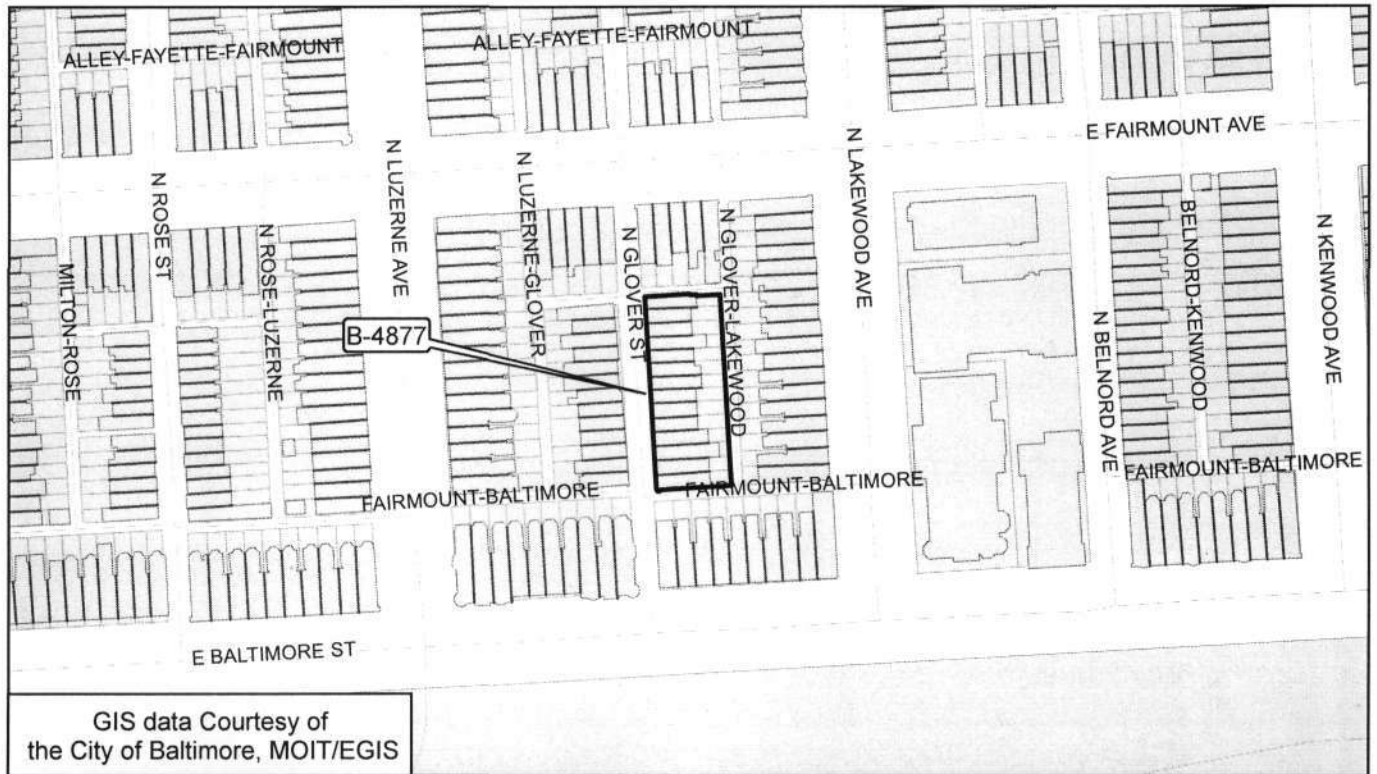 ALLEY-FAYETTE-FAIRMOUNT
ALLEY-FAYETTE-FAIRMOUNT
E FAIRMOUNT AVE
N ROSE ST
N LUZERNE AVE
N LUZERNE-GLOVER
N LAKEWOOD AVE
MILTON-ROSE
N ROSE-LUZERNE
N GLOVER ST
N GLOVER-LAKEWOOD
BELNORD-KENWOOD
N KENWOOD AVE
B-4877
N BELNORD AVE
FAIRMOUNT-BALTIMORE
FAIRMOUNT-BALTIMORE
FAIRMOUNT-BALTIMORE
E BALTIMORE ST
GIS data Courtesy of
the City of Baltimore, MOIT/EGIS